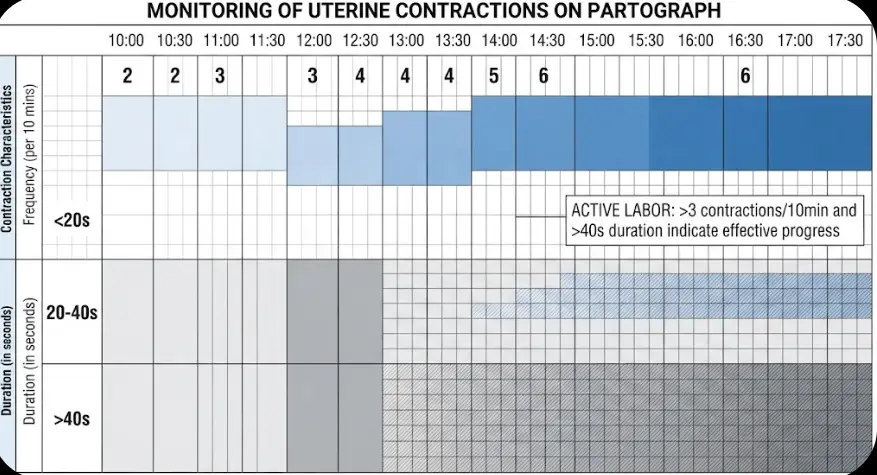 MONITORING OF UTERINE CONTRACTIONS ON PARTOGRAPH
10:00 10:30 11:00 11:30 12:00 12:30 13:00 13:30 14:00 14:30 15:00 15:30 16:00 16:30 17:00 17:30
Contraction Characteristics
Frequency (per 10 mins)
2 2 3 3 4 4 4 5 6 6
<20s
ACTIVE LABOR: >3 contractions/10min and
>40s duration indicate effective progress
Duration (in seconds)
Duration (in seconds)
20-40s
>40s